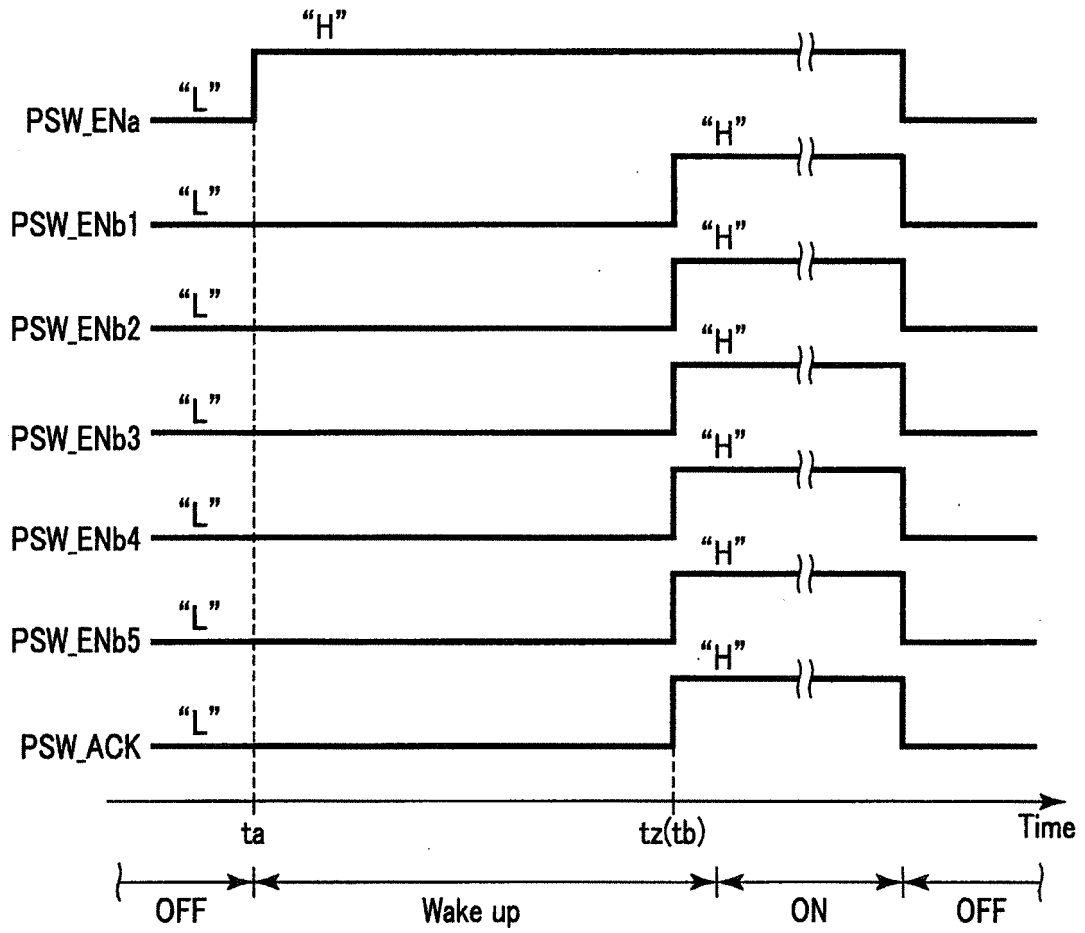 “H”
“L”
PSW_ENa
“H”
“L”
PSW_ENb1
“H”
“L”
PSW_ENb2
“H”
“L”
PSW_ENb3
“H”
“L”
PSW_ENb4
“H”
“L”
PSW_ENb5
“H”
“L”
PSW_ACK
ta tz(tb) Time
OFF Wake up ON OFF